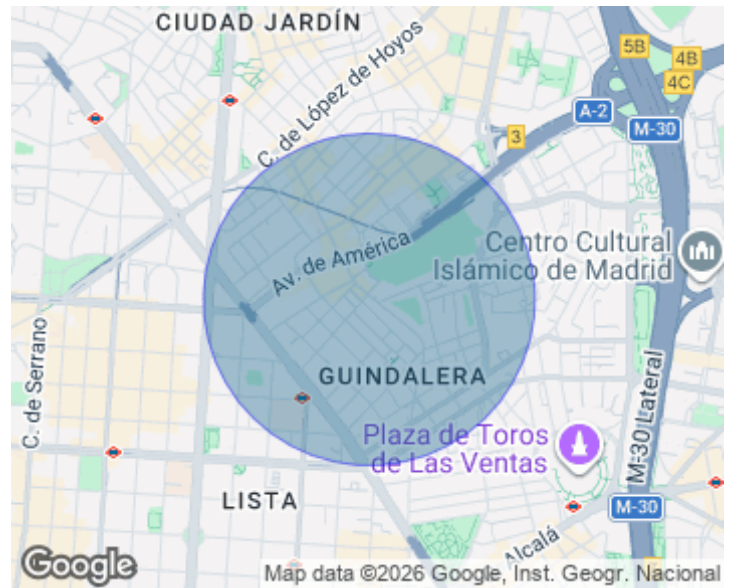 CIUDAD JARDÍN
5B
4B
4C
C. de López de Hoyos
A-2
M-30
3
Av. de América
Centro Cultural
Islámico de Madrid
C. de Serrano
GUINDALERA
Plaza de Toros
de Las Ventas
M-30 Lateral
LISTA
M-30
Alcalá
Google
Map data ©2026 Google, Inst. Geogr. Nacional